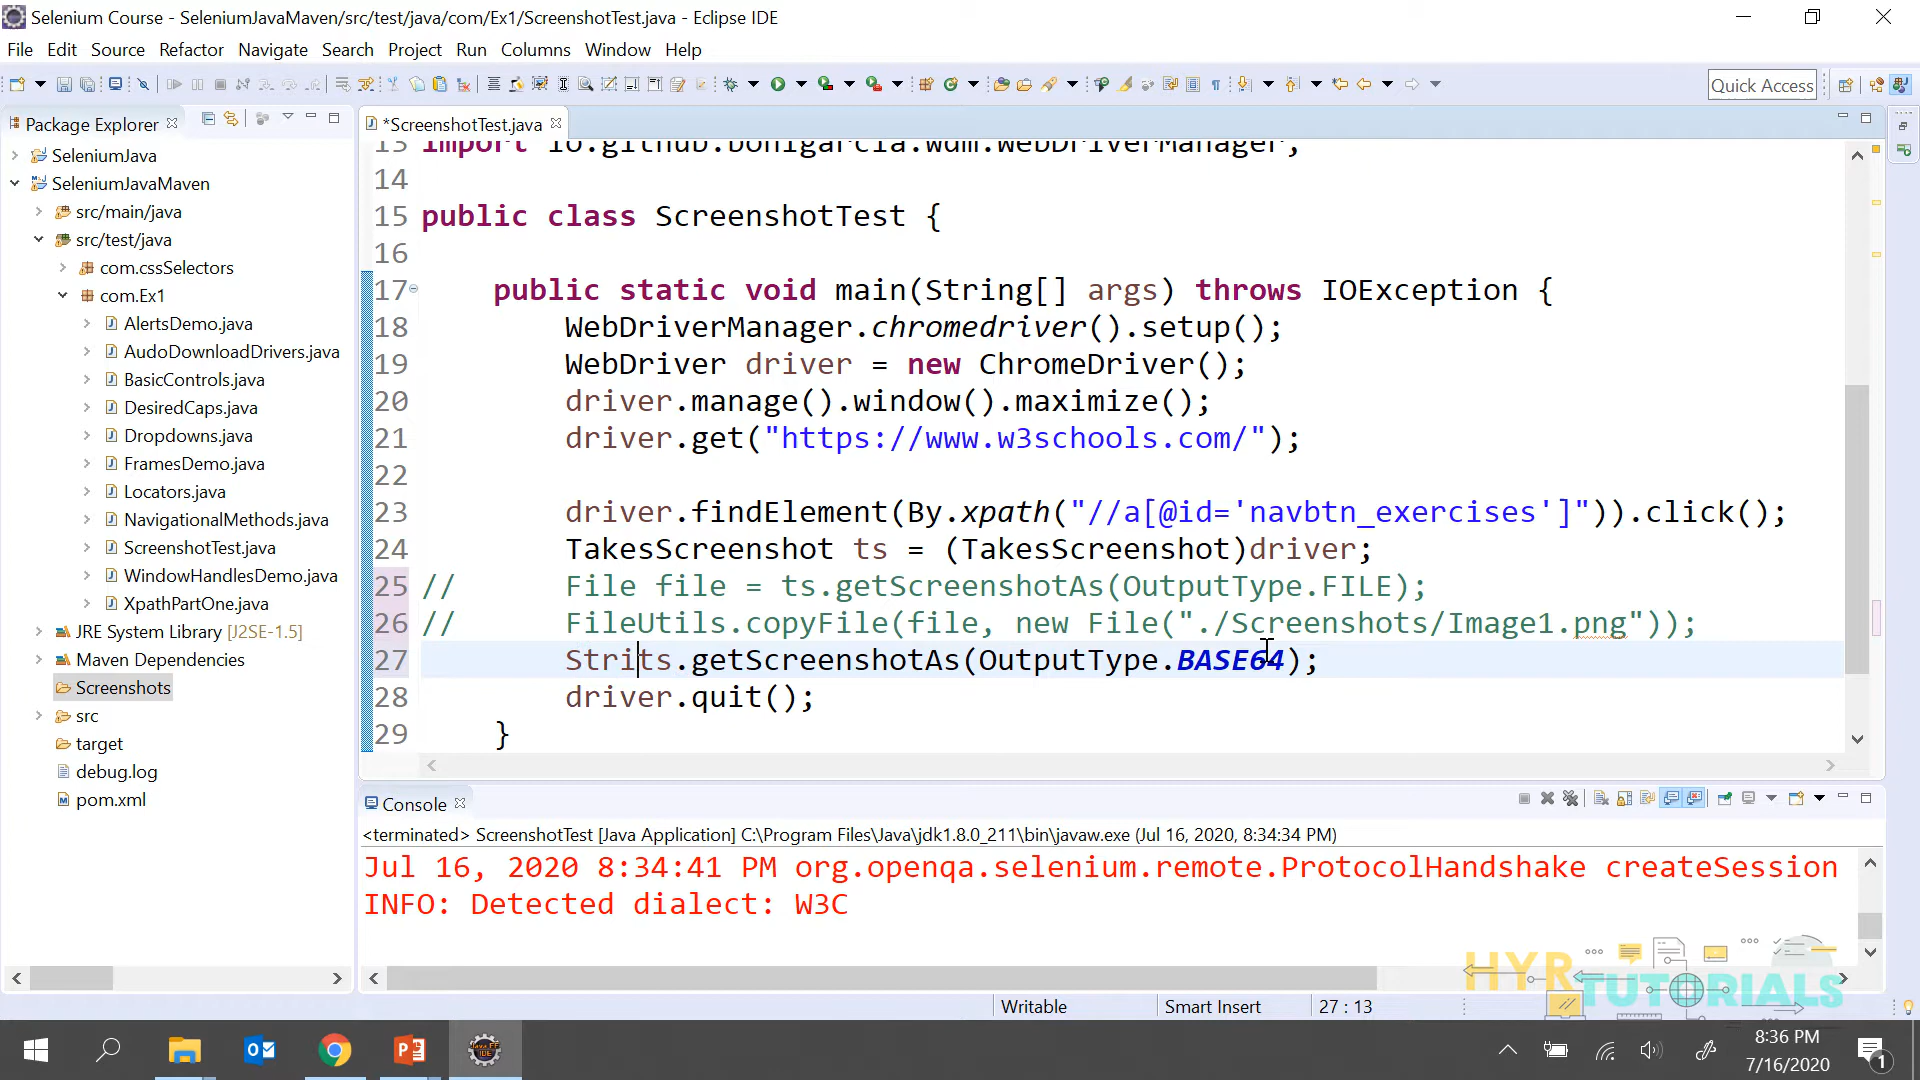 Selenium Course - SeleniumJavaMaven/src/test/java/com/Ex1/ScreenshotTest.java - Eclipse IDE
File Edit Source Refactor Navigate Search Project Run Columns Window Help
Quick Access
Package Explorer
SeleniumJava
SeleniumJavaMaven
src/main/java
src/test/java
com.cssSelectors
com.Ex1
AlertsDemo.java
AudoDownloadDrivers.java
BasicControls.java
DesiredCaps.java
Dropdowns.java
FramesDemo.java
Locators.java
NavigationalMethods.java
ScreenshotTest.java
WindowHandlesDemo.java
XpathPartOne.java
JRE System Library [J2SE-1.5]
Maven Dependencies
Screenshots
src
target
debug.log
pom.xml
*ScreenshotTest.java
13 import io.github.bonigarcia.wdm.WebDriverManager;
14
15 public class ScreenshotTest {
16
17 public static void main(String[] args) throws IOException {
18 WebDriverManager.chromedriver().setup();
19 WebDriver driver = new ChromeDriver();
20 driver.manage().window().maximize();
21 driver.get("https://www.w3schools.com/");
22
23 driver.findElement(By.xpath("//a[@id='navbtn_exercises']")).click();
24 TakesScreenshot ts = (TakesScreenshot)driver;
25 // File file = ts.getScreenshotAs(OutputType.FILE);
26 // FileUtils.copyFile(file, new File("./Screenshots/Image1.png"));
27 Strits.getScreenshotAs(OutputType.BASE64);
28 driver.quit();
29 }
Console
<terminated> ScreenshotTest [Java Application] C:\Program Files\Java\jdk1.8.0_211\bin\javaw.exe (Jul 16, 2020, 8:34:34 PM)
Jul 16, 2020 8:34:41 PM org.openqa.selenium.remote.ProtocolHandshake createSession
INFO: Detected dialect: W3C
HYR
TUTORIALS
Writable Smart Insert 27 : 13
8:36 PM
7/16/2020
1